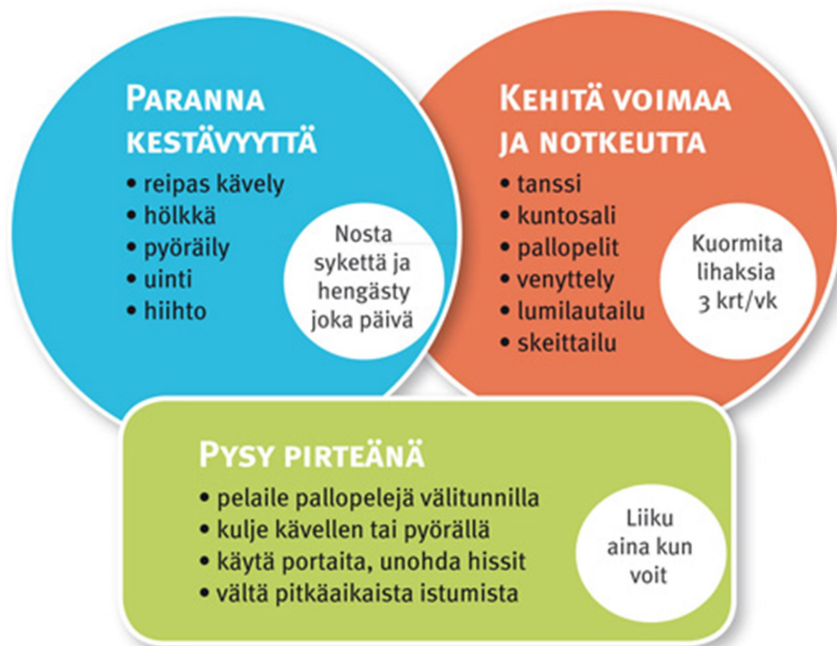 PARANNA
KESTÄVYYTTÄ
• reipas kävely
• hölkkä
• pyöräily
• uinti
• hiihto
Nosta
sykettä ja
hengästy
joka päivä
KEHITÄ VOIMAA
JA NOTKEUTTA
• tanssi
• kuntosali
• pallopelit
• venyttely
• lumilautailu
• skeittailu
Kuormita
lihaksia
3 krt/vk
PYSY PIRTEÄNÄ
• pelaile pallopelejä välitunnilla
• kulje kävellen tai pyörällä
• käytä portaita, unohda hissit
• vältä pitkäaikaista istumista
Liiku
aina kun
voit